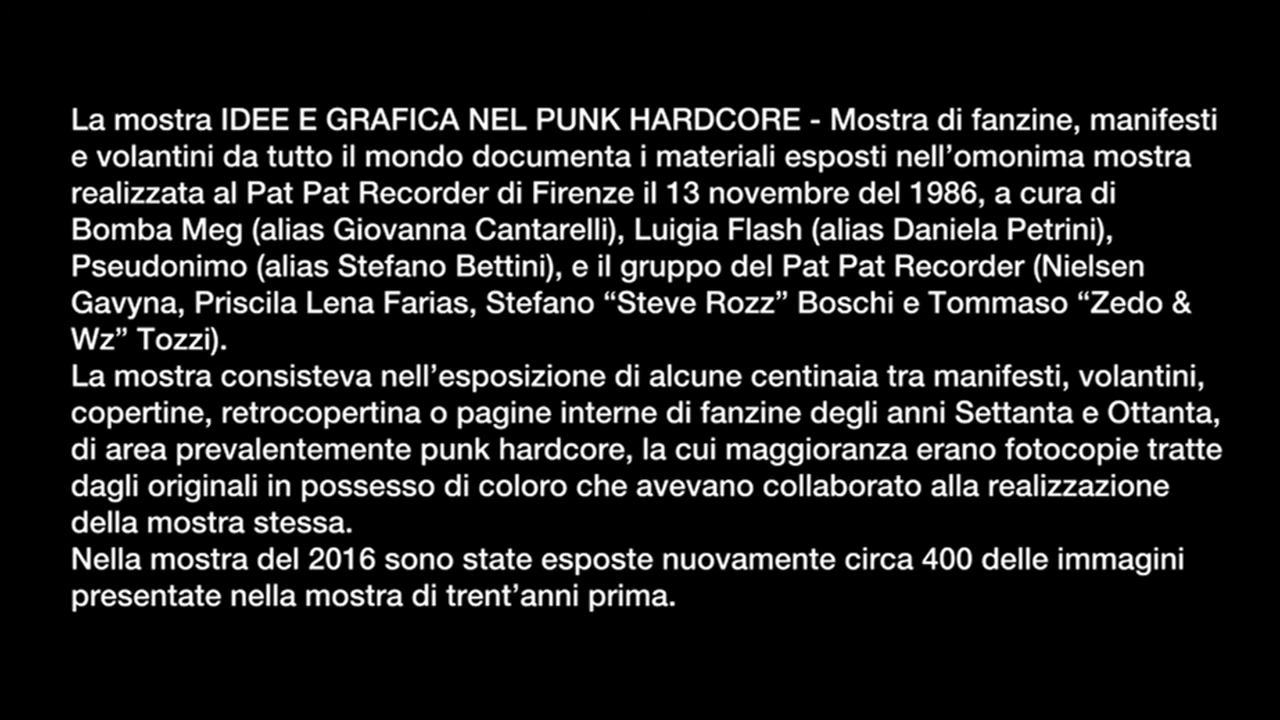 La mostra IDEE E GRAFICA NEL PUNK HARDCORE - Mostra di fanzine, manifesti
e volantini da tutto il mondo documenta i materiali esposti nell’omonima mostra
realizzata al Pat Pat Recorder di Firenze il 13 novembre del 1986, a cura di
Bomba Meg (alias Giovanna Cantarelli), Luigia Flash (alias Daniela Petrini),
Pseudonimo (alias Stefano Bettini), e il gruppo del Pat Pat Recorder (Nielsen
Gavyna, Priscila Lena Farias, Stefano “Steve Rozz” Boschi e Tommaso “Zedo &
Wz” Tozzi).
La mostra consisteva nell’esposizione di alcune centinaia tra manifesti, volantini,
copertine, retrocopertina o pagine interne di fanzine degli anni Settanta e Ottanta,
di area prevalentemente punk hardcore, la cui maggioranza erano fotocopie tratte
dagli originali in possesso di coloro che avevano collaborato alla realizzazione
della mostra stessa.
Nella mostra del 2016 sono state esposte nuovamente circa 400 delle immagini
presentate nella mostra di trent’anni prima.